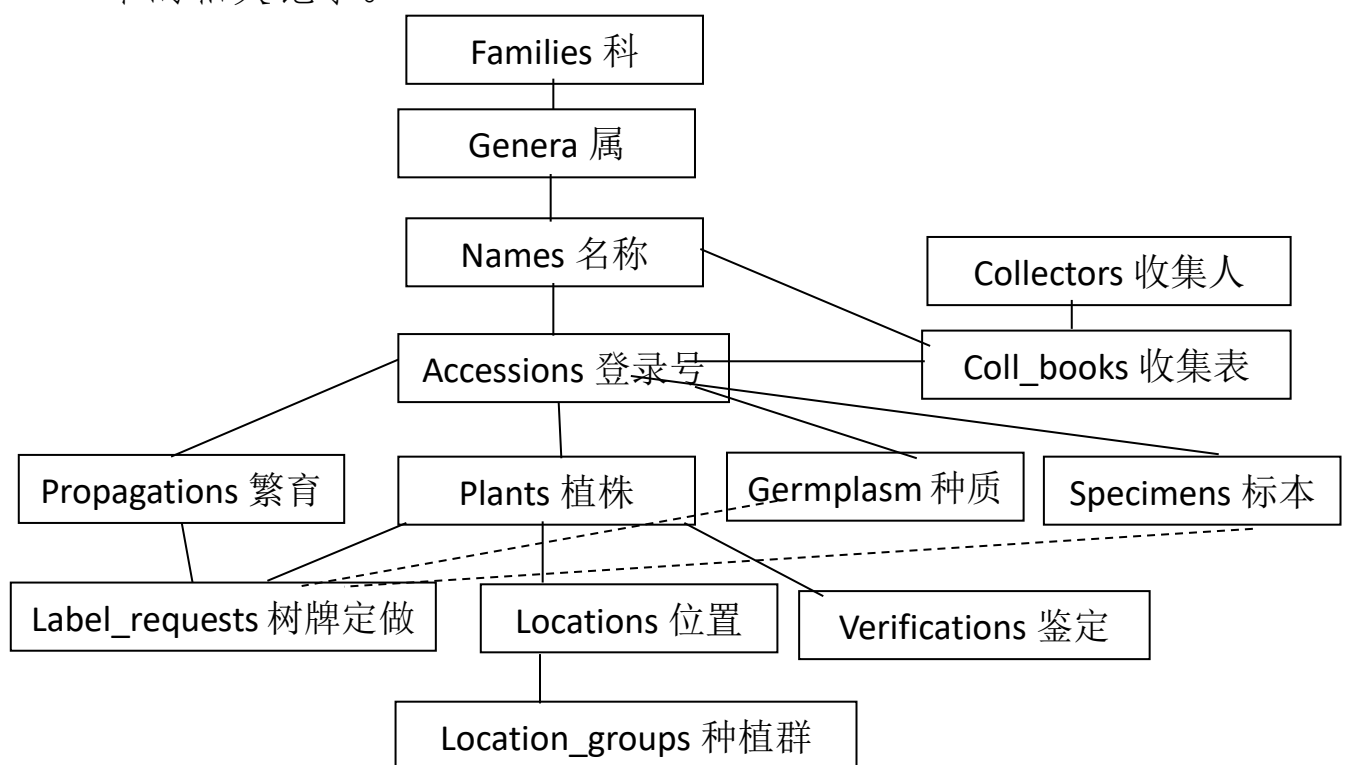 Families 科
Genera 属
Names 名称
Collectors 收集人
Accessions 登录号
Coll_books 收集表
Propagations 繁育
Plants 植株
Germplasm 种质
Specimens 标本
Label_requests 树牌定做
Locations 位置
Verifications 鉴定
Location_groups 种植群